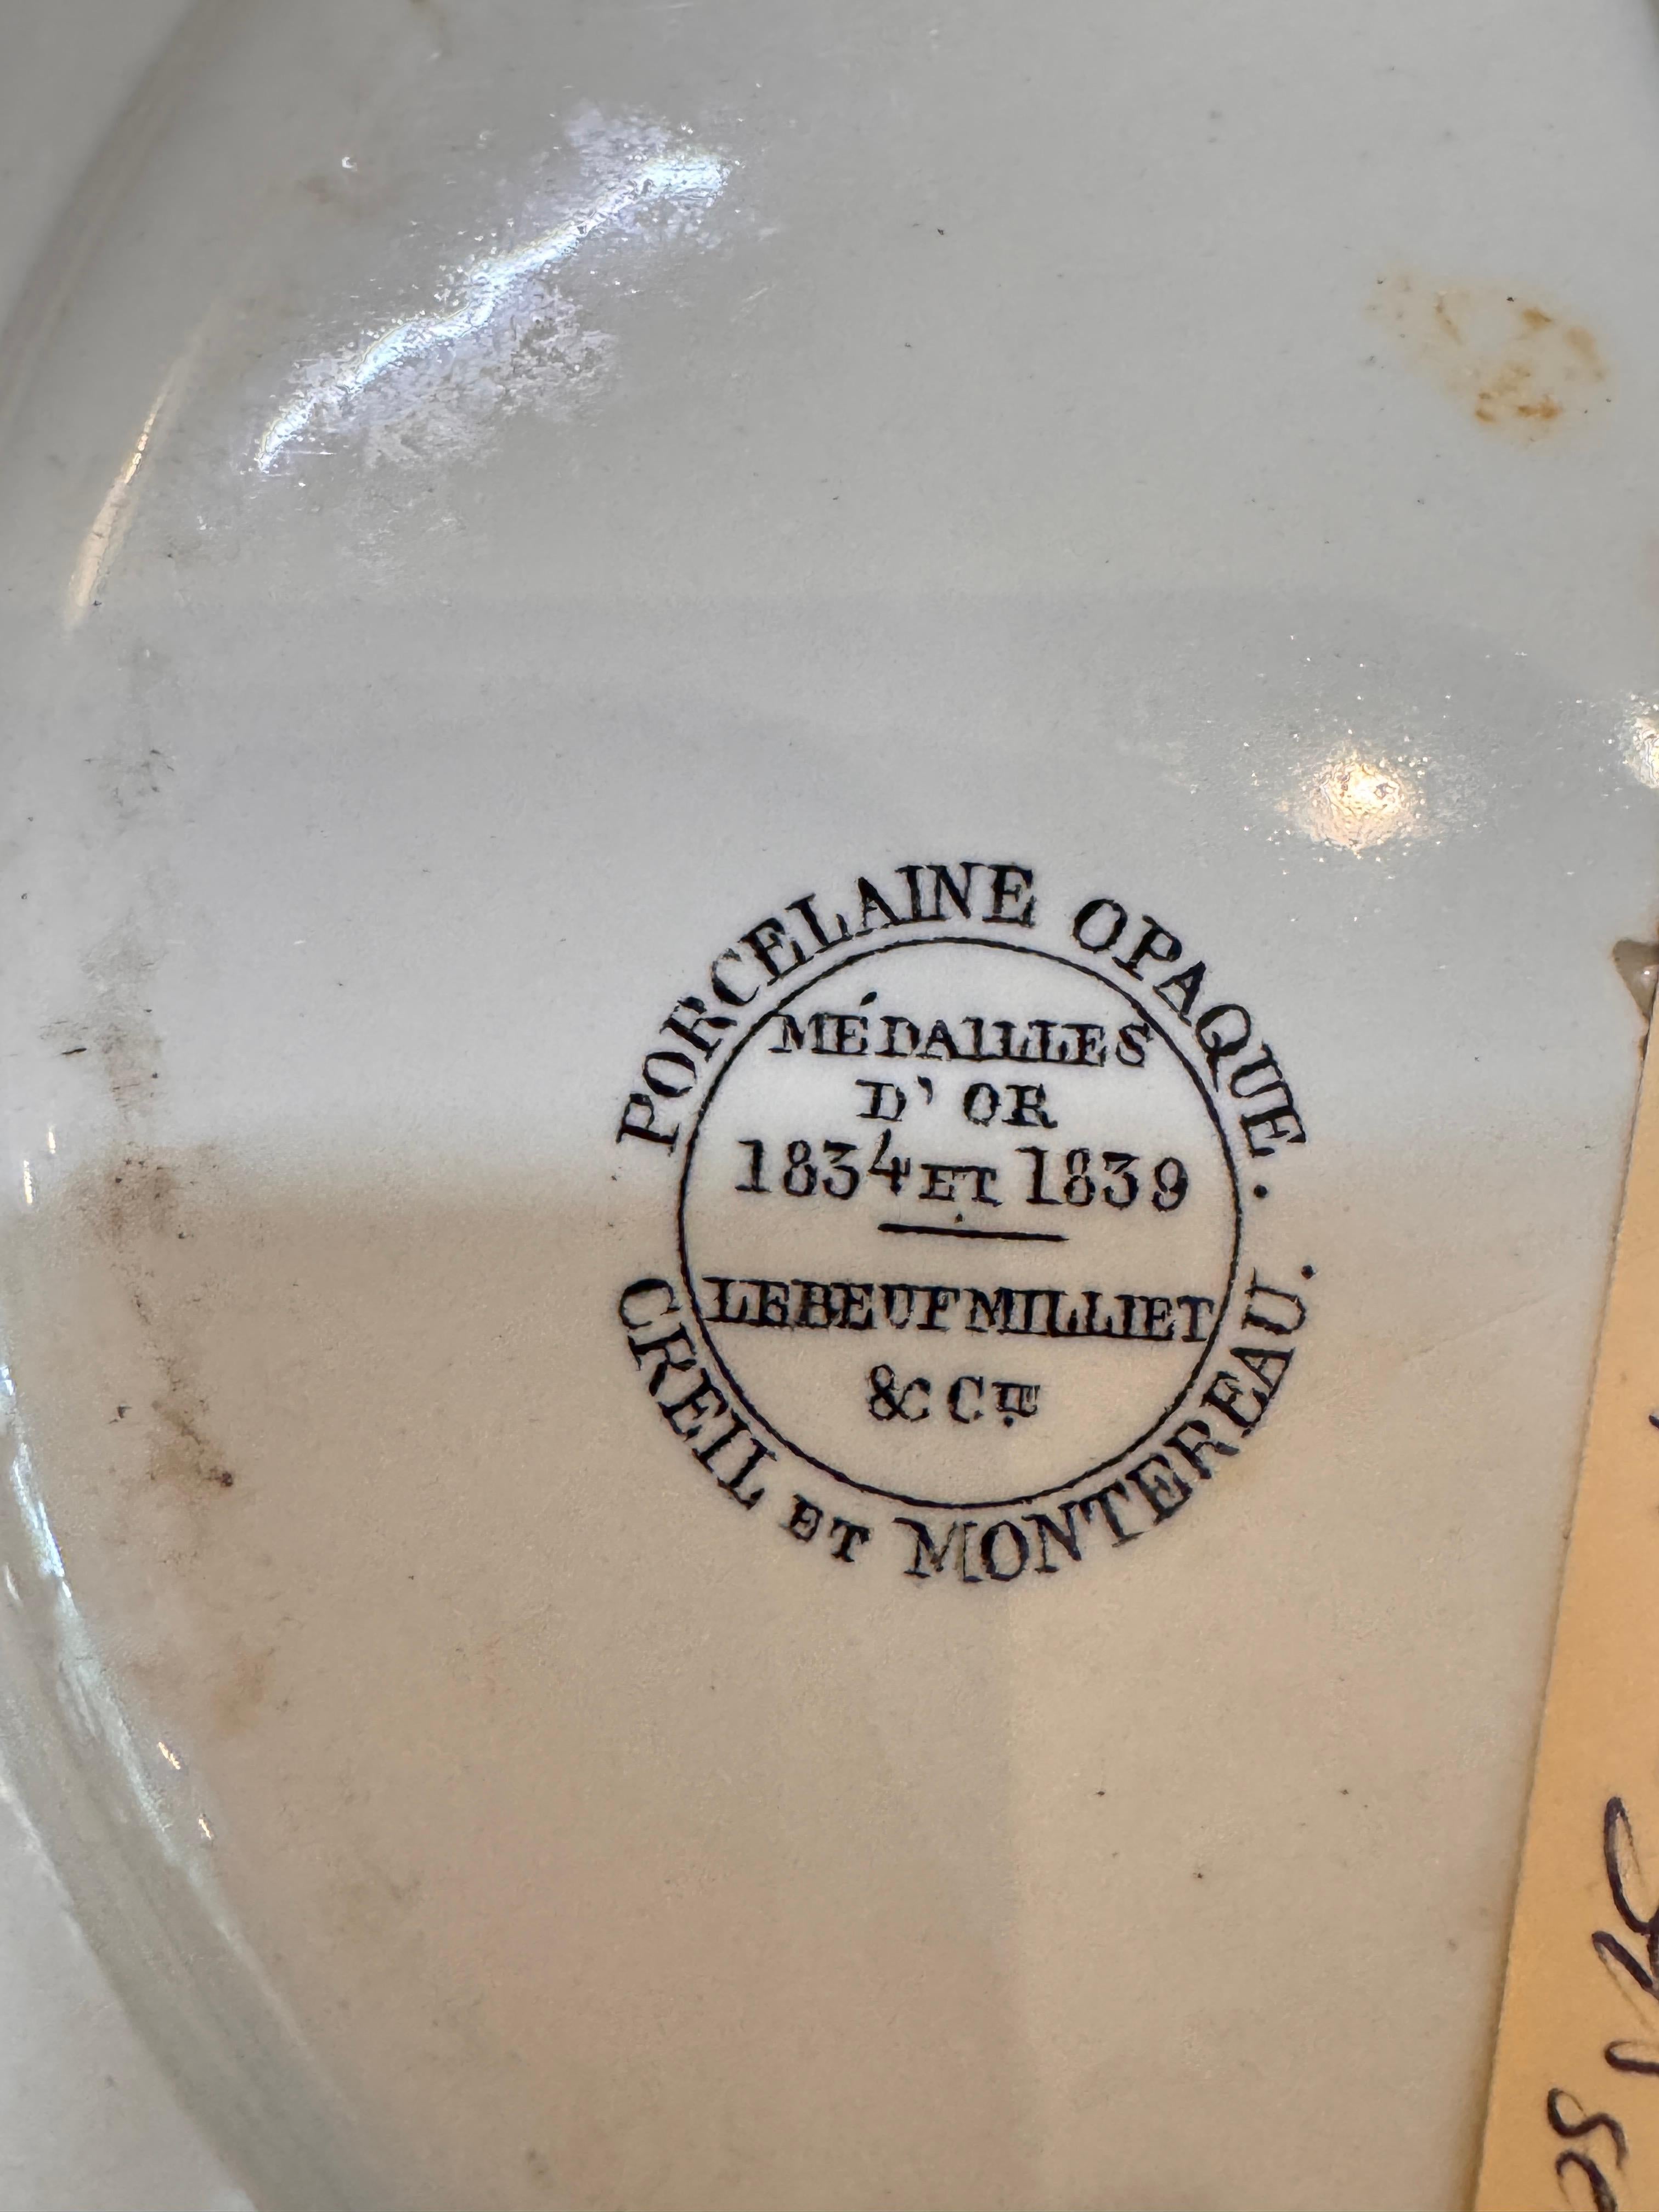 PORCELAINE OPAQUE.
MÉDAILLES
D'OR
1834 ET 1839
LEBEUF MILLIET
& CIE
CREIL ET MONTEREAU.